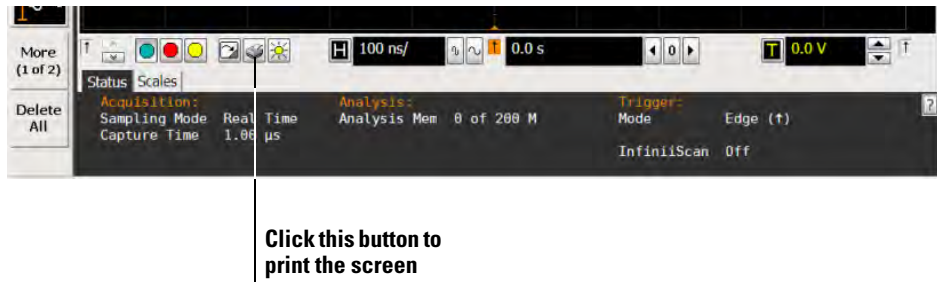 More
(1 of 2)
Delete
All
H 100 ns/ 0.0 s 0 T 0.0 V
Status Scales
Acquisition: Analysis: Trigger:
Sampling Mode Real Time Analysis Mem 0 of 200 M Mode Edge (↑)
Capture Time 1.00 µs
InfiniiScan Off
?
Click this button to
print the screen